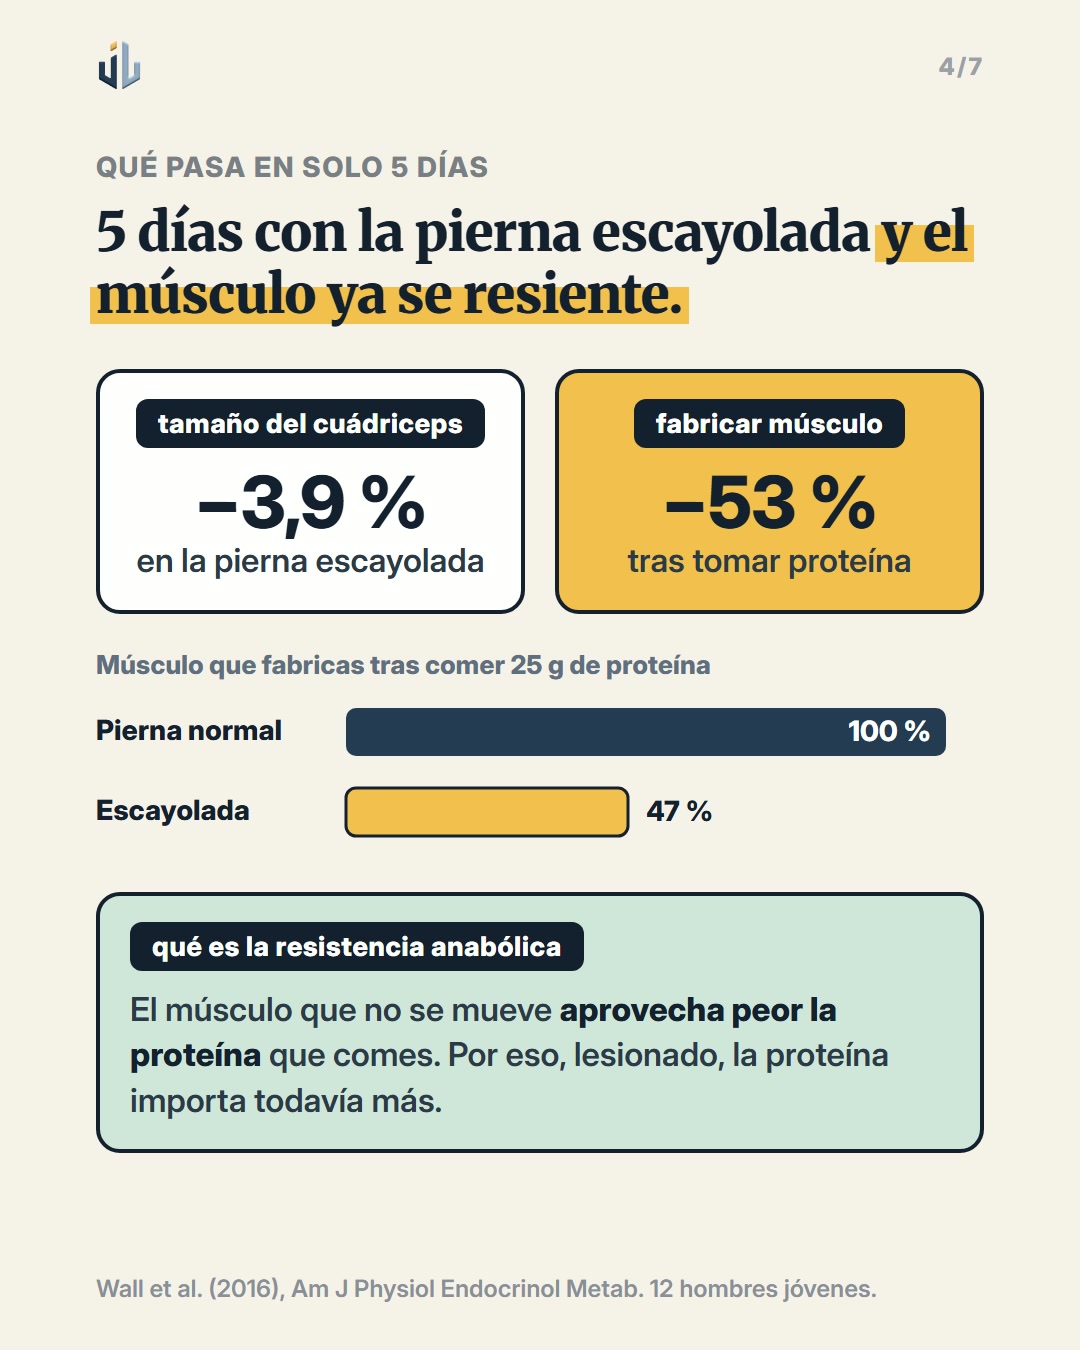 4/7
QUÉ PASA EN SOLO 5 DÍAS
5 días con la pierna escayolada y el
músculo ya se resiente.
tamaño del cuádriceps
–3,9 %
en la pierna escayolada
fabricar músculo
–53 %
tras tomar proteína
Músculo que fabricas tras comer 25 g de proteína
Pierna normal
100 %
Escayolada
47 %
qué es la resistencia anabólica
El músculo que no se mueve aprovecha peor la
proteína que comes. Por eso, lesionado, la proteína
importa todavía más.
Wall et al. (2016), Am J Physiol Endocrinol Metab. 12 hombres jóvenes.